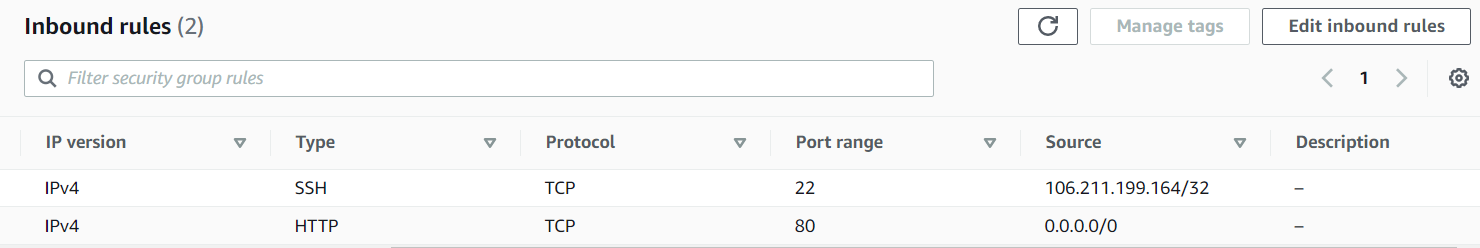 Inbound rules (2)
Manage tags
Edit inbound rules
Filter security group rules
1
IP version Type Protocol Port range Source Description
IPv4 SSH TCP 22 106.211.199.164/32 –
IPv4 HTTP TCP 80 0.0.0.0/0 –